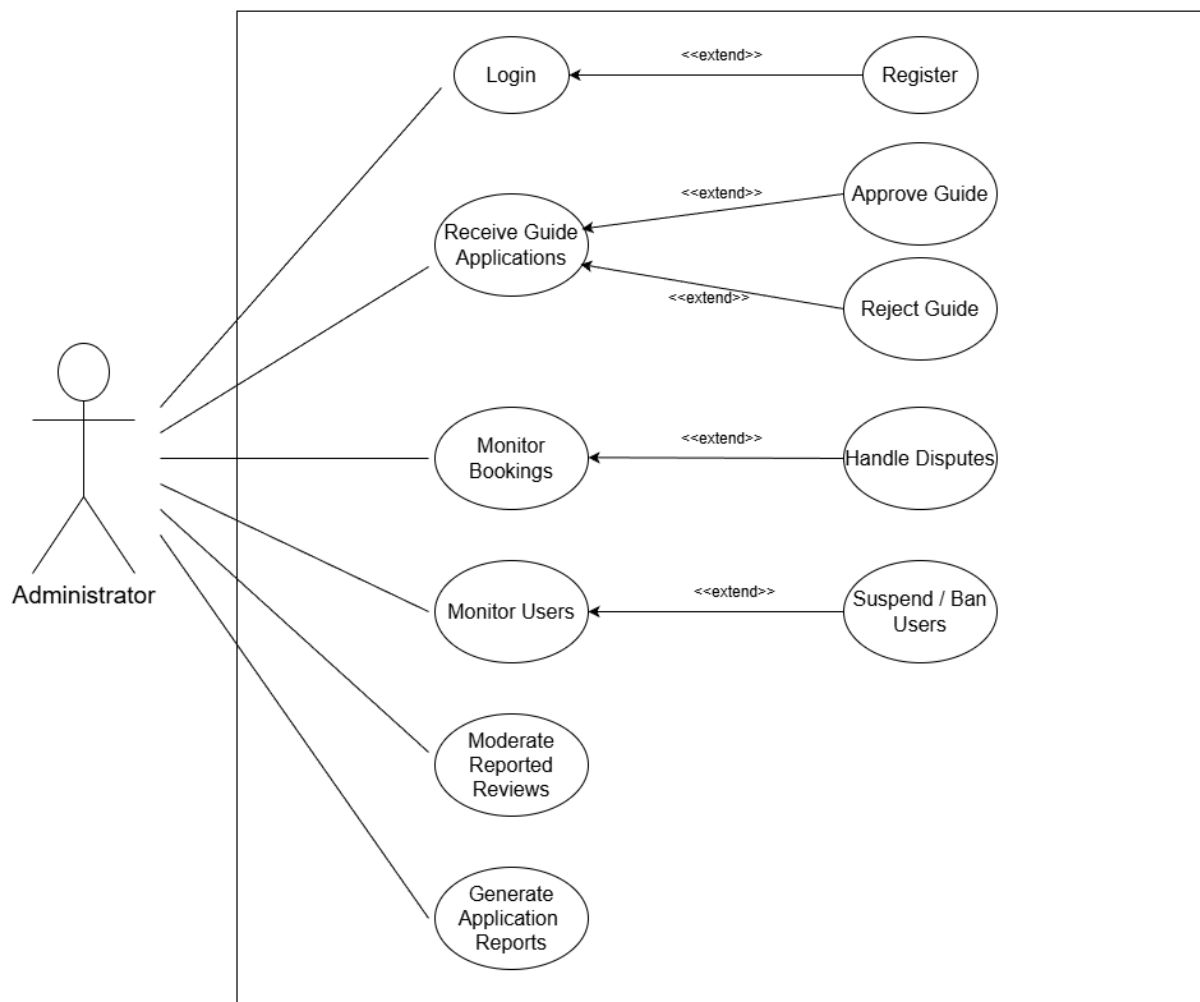 Login
<<extend>>
Register
Receive Guide
Applications
<<extend>>
Approve Guide
<<extend>>
Reject Guide
Monitor
Bookings
<<extend>>
Handle Disputes
Administrator
Monitor Users
<<extend>>
Suspend / Ban
Users
Moderate
Reported
Reviews
Generate
Application
Reports